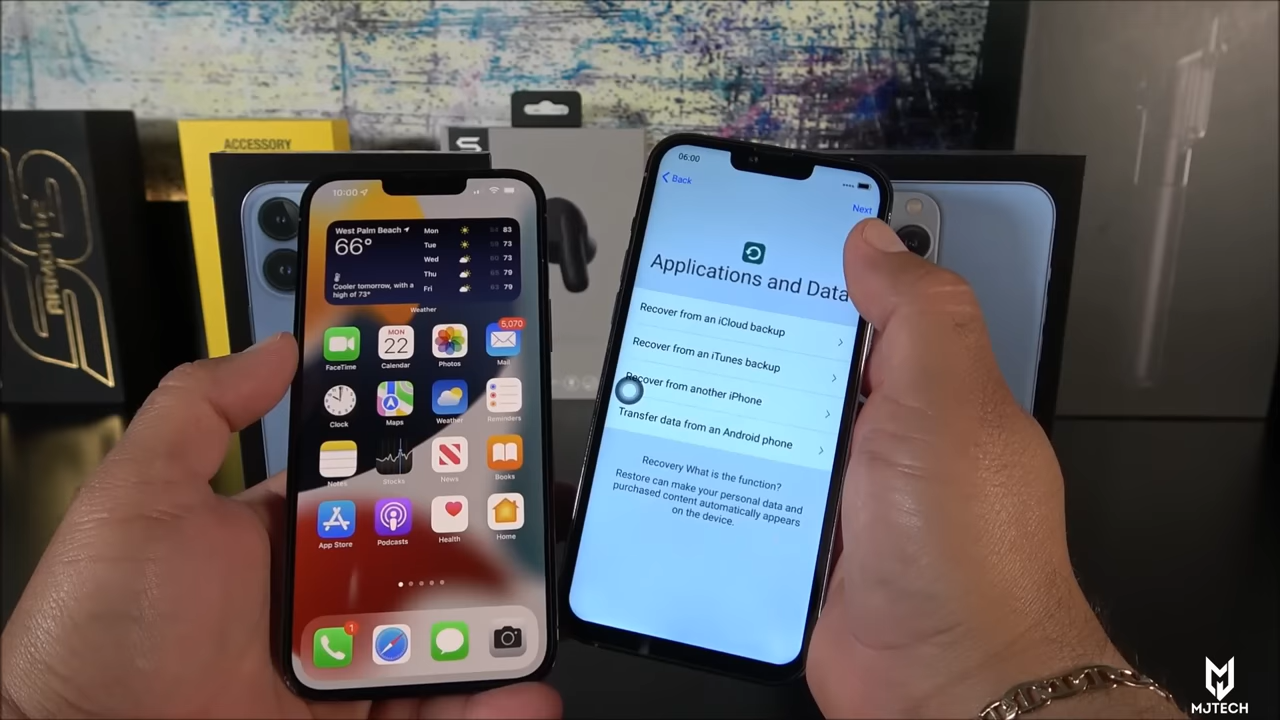 ACCESSORY
ARMOLITE
10:00
West Palm Beach
66°
Cooler tomorrow, with a
high of 73°
Mon 83
Tue 73
Wed 73
Thu 79
Fri 79
Weather
FaceTime
MON
22
Calendar
Photos
5,070
Mail
Clock
Maps
Weather
Reminders
Notes
Stocks
News
Books
App Store
Podcasts
Health
Home
1
06:00
Back
Next
Applications and Data
Recover from an iCloud backup
Recover from an iTunes backup
Recover from another iPhone
Transfer data from an Android phone
Recovery What is the function?
Restore can make your personal data and
purchased content automatically appears
on the device.
MJTECH